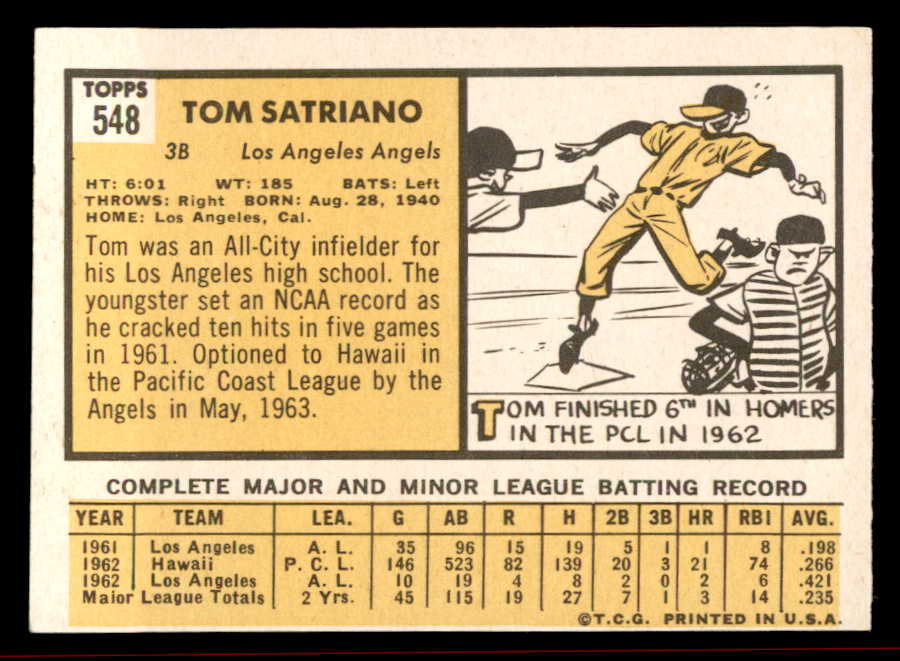 TOPPS
548
TOM SATRIANO
3B Los Angeles Angels
HT: 6:01 WT: 185 BATS: Left
THROWS: Right BORN: Aug. 28, 1940
HOME: Los Angeles, Cal.
Tom was an All-City infielder for
his Los Angeles high school. The
youngster set an NCAA record as
he cracked ten hits in five games
in 1961. Optioned to Hawaii in
the Pacific Coast League by the
Angels in May, 1963.
TOM FINISHED 6TH IN HOMERS
IN THE PCL IN 1962
COMPLETE MAJOR AND MINOR LEAGUE BATTING RECORD
YEAR TEAM LEA. G AB R H 2B 3B HR RBI AVG.
1961 Los Angeles A. L. 35 96 15 19 5 1 1 8 .198
1962 Hawaii P. C. L. 146 523 82 139 20 3 21 74 .266
1962 Los Angeles A. L. 10 19 4 8 2 0 2 6 .421
Major League Totals 2 Yrs. 45 115 19 27 7 1 3 14 .235
©T.C.G. PRINTED IN U.S.A.